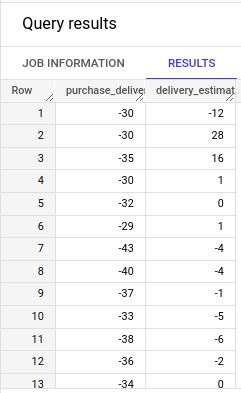 Query results
JOB INFORMATION RESULTS
Row purchase_delive delivery_estimat
1 -30 -12
2 -30 28
3 -35 16
4 -30 1
5 -32 0
6 -29 1
7 -43 -4
8 -40 -4
9 -37 -1
10 -33 -5
11 -38 -6
12 -36 -2
13 -34 0